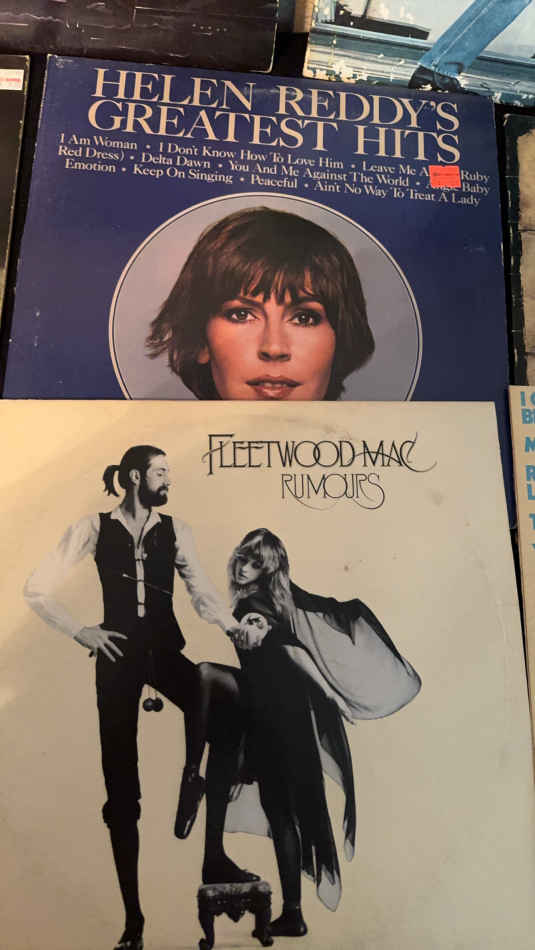 HELEN REDDY'S
GREATEST HITS
I Am Woman • I Don't Know How To Love Him • Leave Me A Ruby
Red Dress) • Delta Dawn • You And Me Against The World • Baby
Emotion • Keep On Singing • Peaceful • Ain't No Way To Treat A Lady
FLEETWOOD MAC
RUMOURS